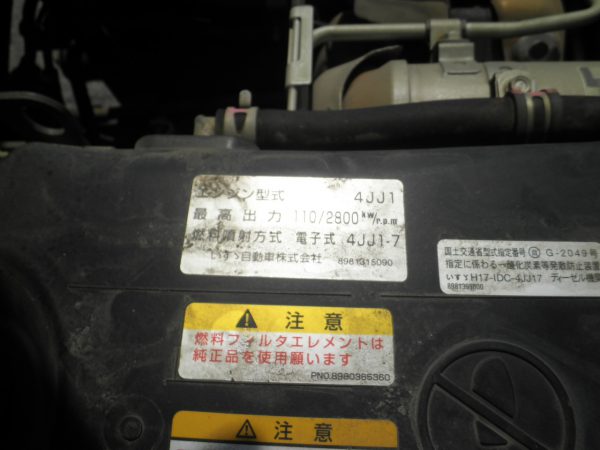 エンジン型式 4JJ1
最高出力 110/2800 kW/r.p.m
燃料噴射方式 電子式 4JJ1-7
いすゞ自動車株式会社 8981315090
国土交通省型式指定番号 G-2049号
指定に係わる一酸化炭素等発散防止装置
いすゞH17-IDC-4JJ17 ディーゼル機関
注意
燃料フィルタエレメントは
純正品を使用願います
PNO.8980365360
注意